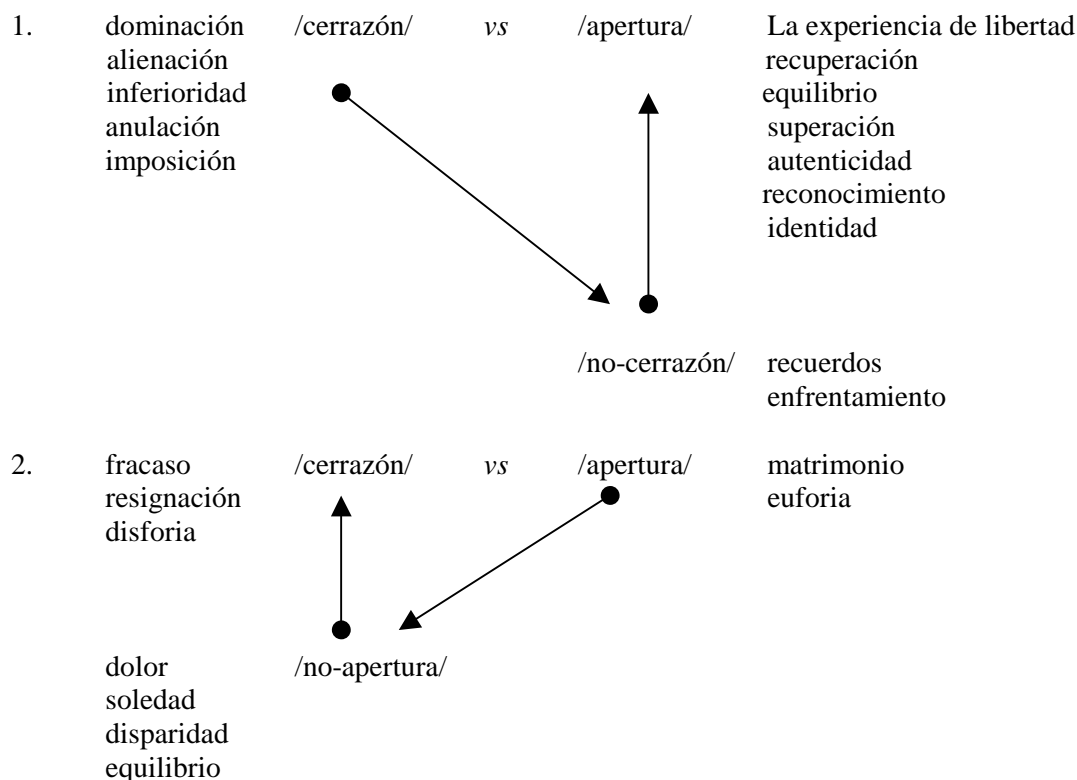 1. dominación /cerrazón/ vs /apertura/ La experiencia de libertad
alienación recuperación
inferioridad equilibrio
anulación superación
imposición autenticidad
reconocimiento
identidad
/no-cerrazón/ recuerdos
enfrentamiento
2. fracaso /cerrazón/ vs /apertura/ matrimonio
resignación euforia
disforia
dolor /no-apertura/
soledad
disparidad
equilibrio